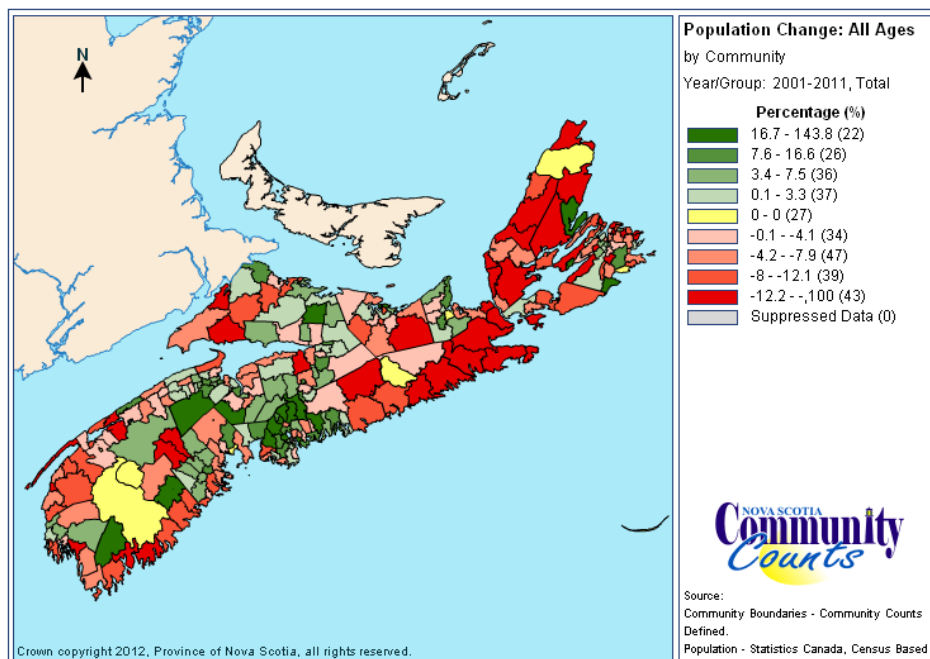 N
Population Change: All Ages
by Community
Year/Group: 2001-2011, Total
Percentage (%)
16.7 - 143.8 (22)
7.6 - 16.6 (26)
3.4 - 7.5 (36)
0.1 - 3.3 (37)
0 - 0 (27)
-0.1 - -4.1 (34)
-4.2 - -7.9 (47)
-8 - -12.1 (39)
-12.2 - -,100 (43)
Suppressed Data (0)
NOVA SCOTIA
Community
Counts
Source:
Community Boundaries - Community Counts
Defined.
Population - Statistics Canada, Census Based
Crown copyright 2012, Province of Nova Scotia, all rights reserved.